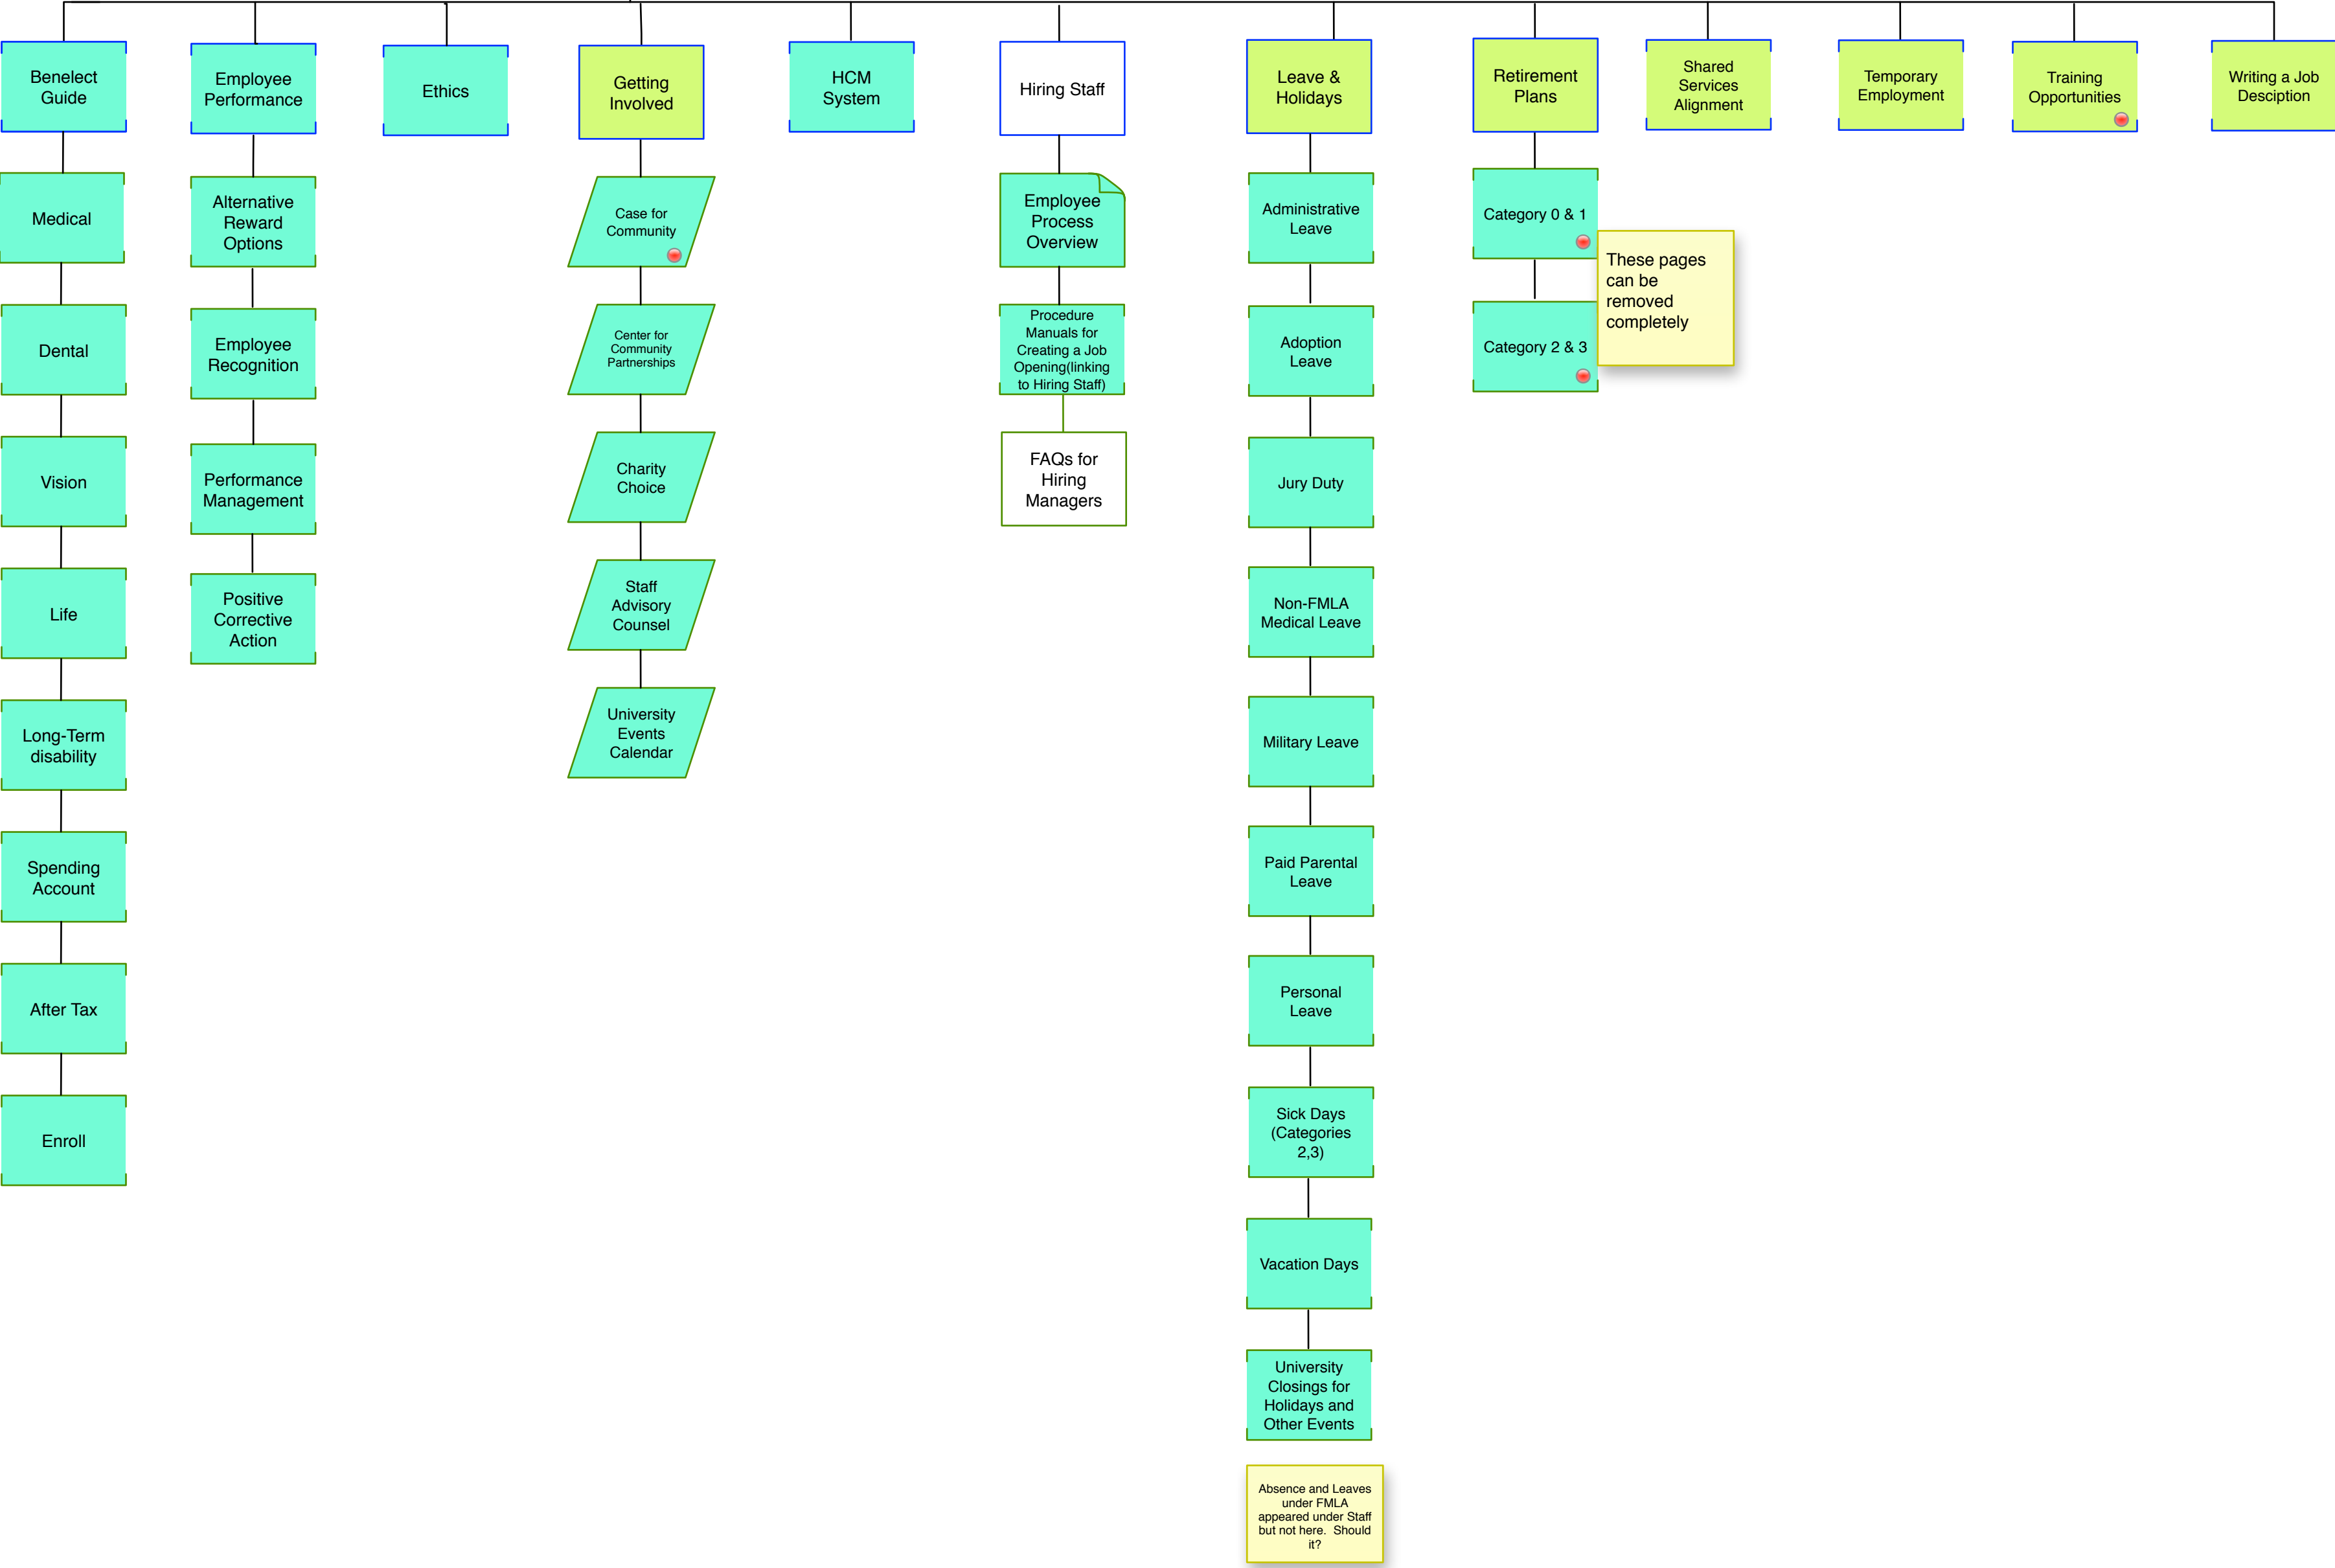 Benelect
Guide
Medical
Dental
Vision
Life
Long-Term
disability
Spending
Account
After Tax
Enroll
Employee
Performance
Alternative
Reward
Options
Employee
Recognition
Performance
Management
Positive
Corrective
Action
Ethics
Getting
Involved
Case for
Community
Center for
Community
Partnerships
Charity
Choice
Staff
Advisory
Counsel
University
Events
Calendar
HCM
System
Hiring Staff
Employee
Process
Overview
Procedure
Manuals for
Creating a Job
Opening(linking
to Hiring Staff)
FAQs for
Hiring
Managers
Leave &
Holidays
Administrative
Leave
Adoption
Leave
Jury Duty
Non-FMLA
Medical Leave
Military Leave
Paid Parental
Leave
Personal
Leave
Sick Days
(Categories
2,3)
Vacation Days
University
Closings for
Holidays and
Other Events
Absence and Leaves
under FMLA
appeared under Staff
but not here.  Should
it?
Retirement
Plans
Category 0 & 1
Category 2 & 3
These pages
can be
removed
completely
Shared
Services
Alignment
Temporary
Employment
Training
Opportunities
Writing a Job
Desciption